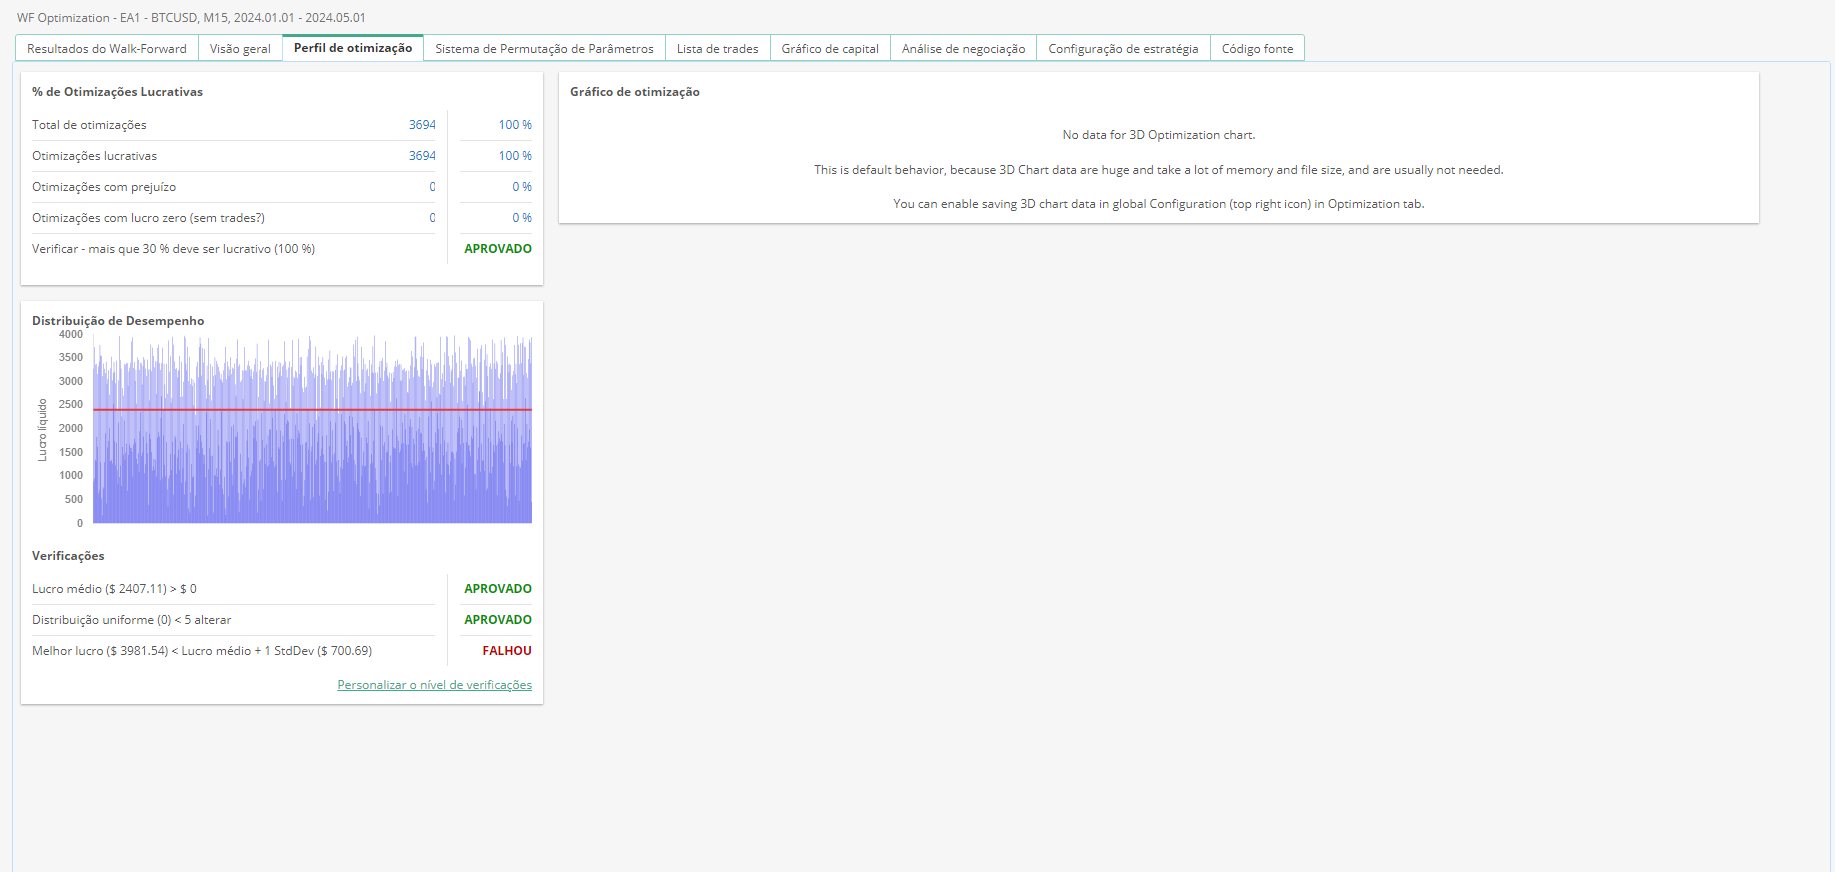 WF Optimization - EA1 - BTCUSD, M15, 2024.01.01 - 2024.05.01
Resultados do Walk-Forward
Visão geral
Perfil de otimização
Sistema de Permutação de Parâmetros
Lista de trades
Gráfico de capital
Análise de negociação
Configuração de estratégia
Código fonte
% de Otimizações Lucrativas
Total de otimizações 3694 100 %
Otimizações lucrativas 3694 100 %
Otimizações com prejuízo 0 0 %
Otimizações com lucro zero (sem trades?) 0 0 %
Verificar - mais que 30 % deve ser lucrativo (100 %) APROVADO
Gráfico de otimização
No data for 3D Optimization chart.
This is default behavior, because 3D Chart data are huge and take a lot of memory and file size, and are usually not needed.
You can enable saving 3D chart data in global Configuration (top right icon) in Optimization tab.
Distribuição de Desempenho
4000
3500
3000
2500
2000
1500
1000
500
0
Lucro líquido
Verificações
Lucro médio ($ 2407.11) > $ 0 APROVADO
Distribuição uniforme (0) < 5 alterar APROVADO
Melhor lucro ($ 3981.54) < Lucro médio + 1 StdDev ($ 700.69) FALHOU
Personalizar o nível de verificações